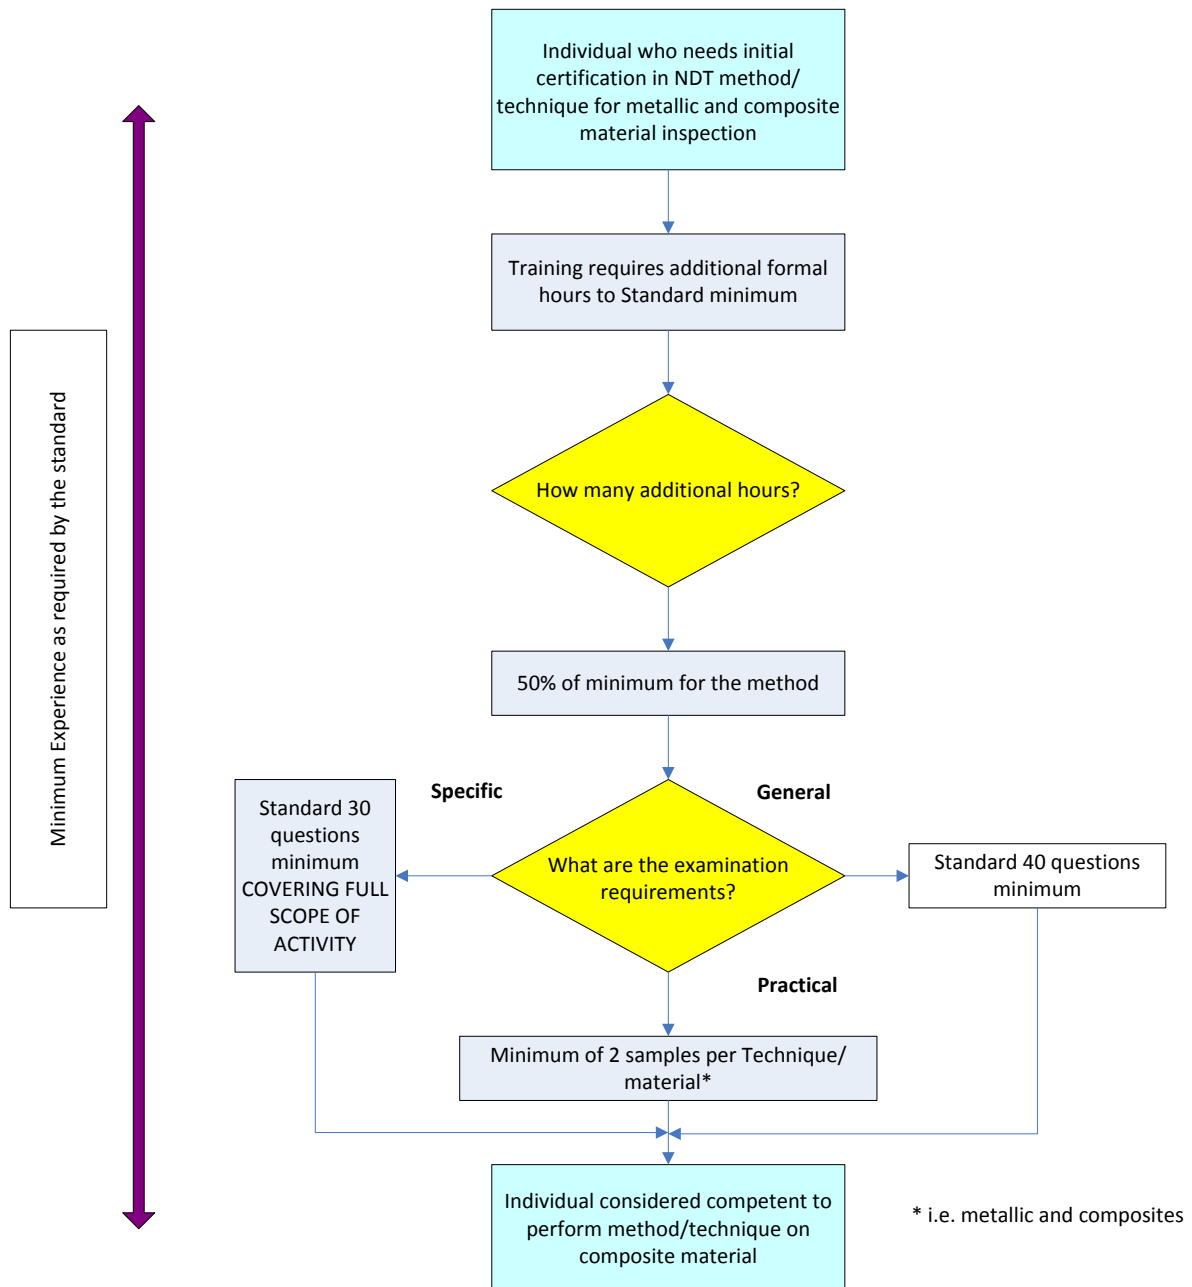 Individual who needs initial
certification in NDT method/
technique for metallic and composite
material inspection
Training requires additional formal
hours to Standard minimum
Minimum Experience as required by the standard
How many additional hours?
50% of minimum for the method
Specific
General
Standard 30
questions
minimum
COVERING FULL
SCOPE OF
ACTIVITY
What are the examination
requirements?
Standard 40 questions
minimum
Practical
Minimum of 2 samples per Technique/
material*
Individual considered competent to
perform method/technique on
composite material
* i.e. metallic and composites